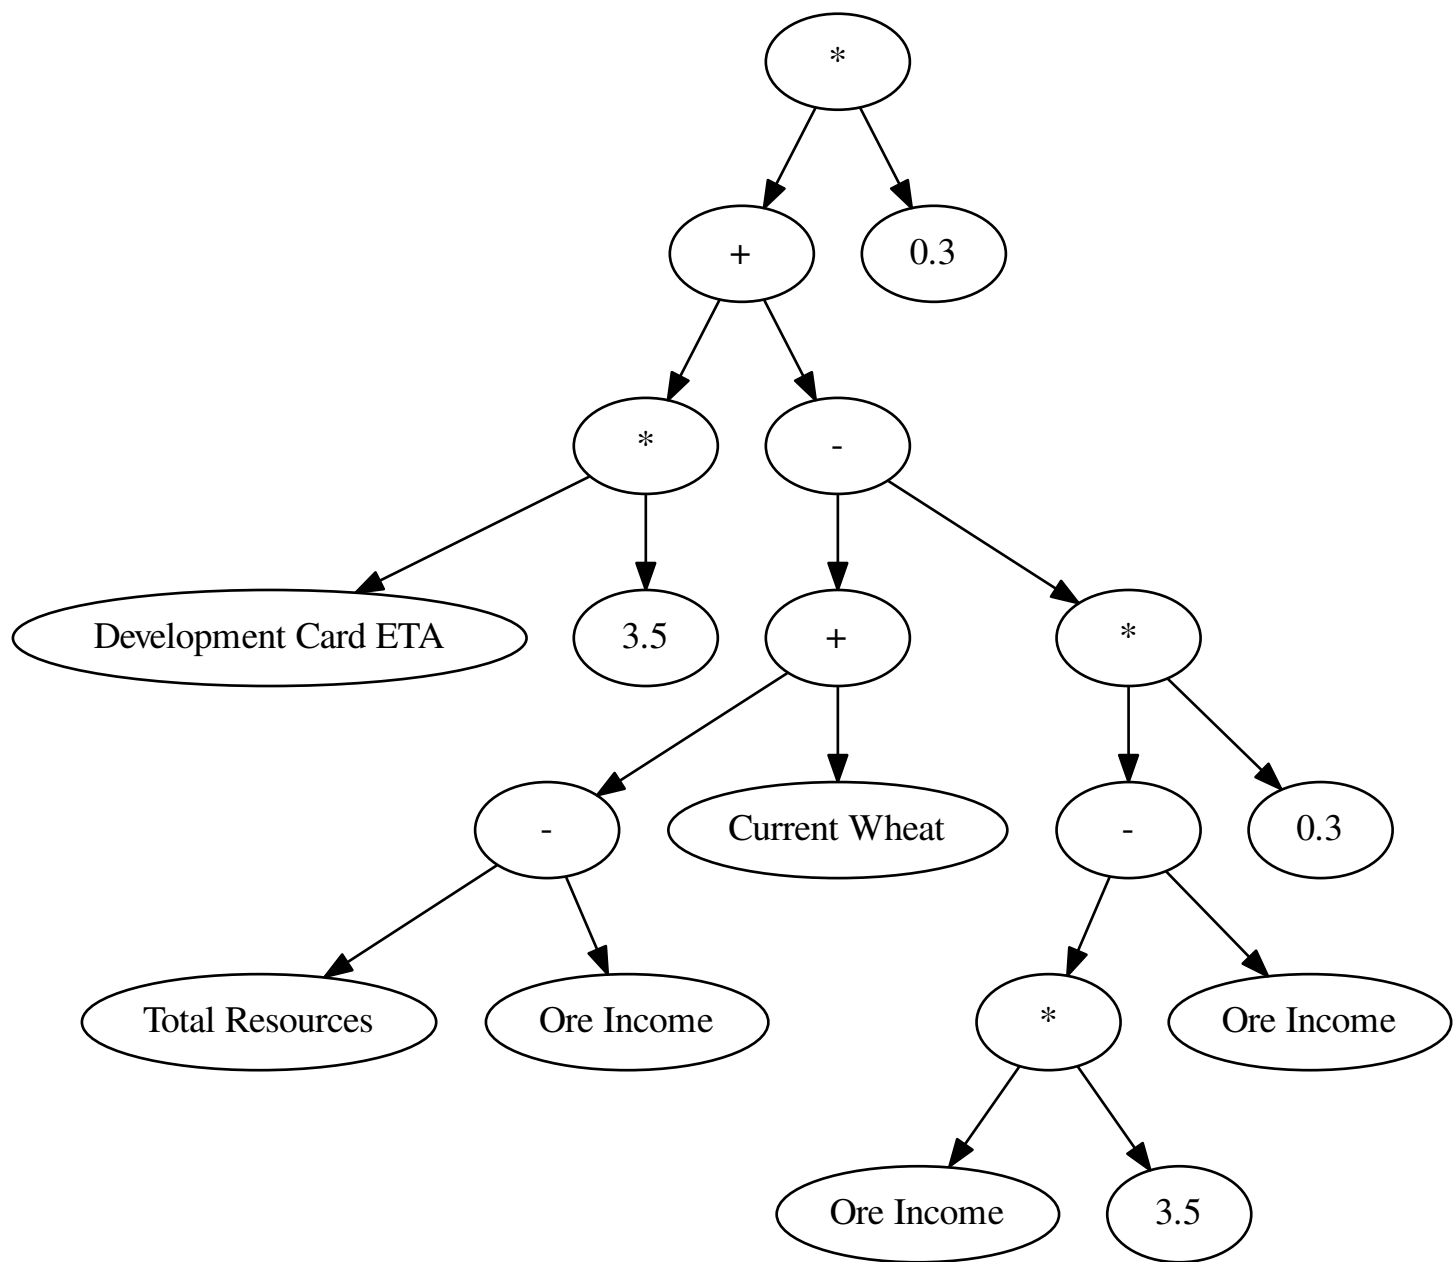 *
+
0.3
*
-
Development Card ETA
3.5
+
*
-
Current Wheat
-
0.3
Total Resources
Ore Income
*
Ore Income
Ore Income
3.5